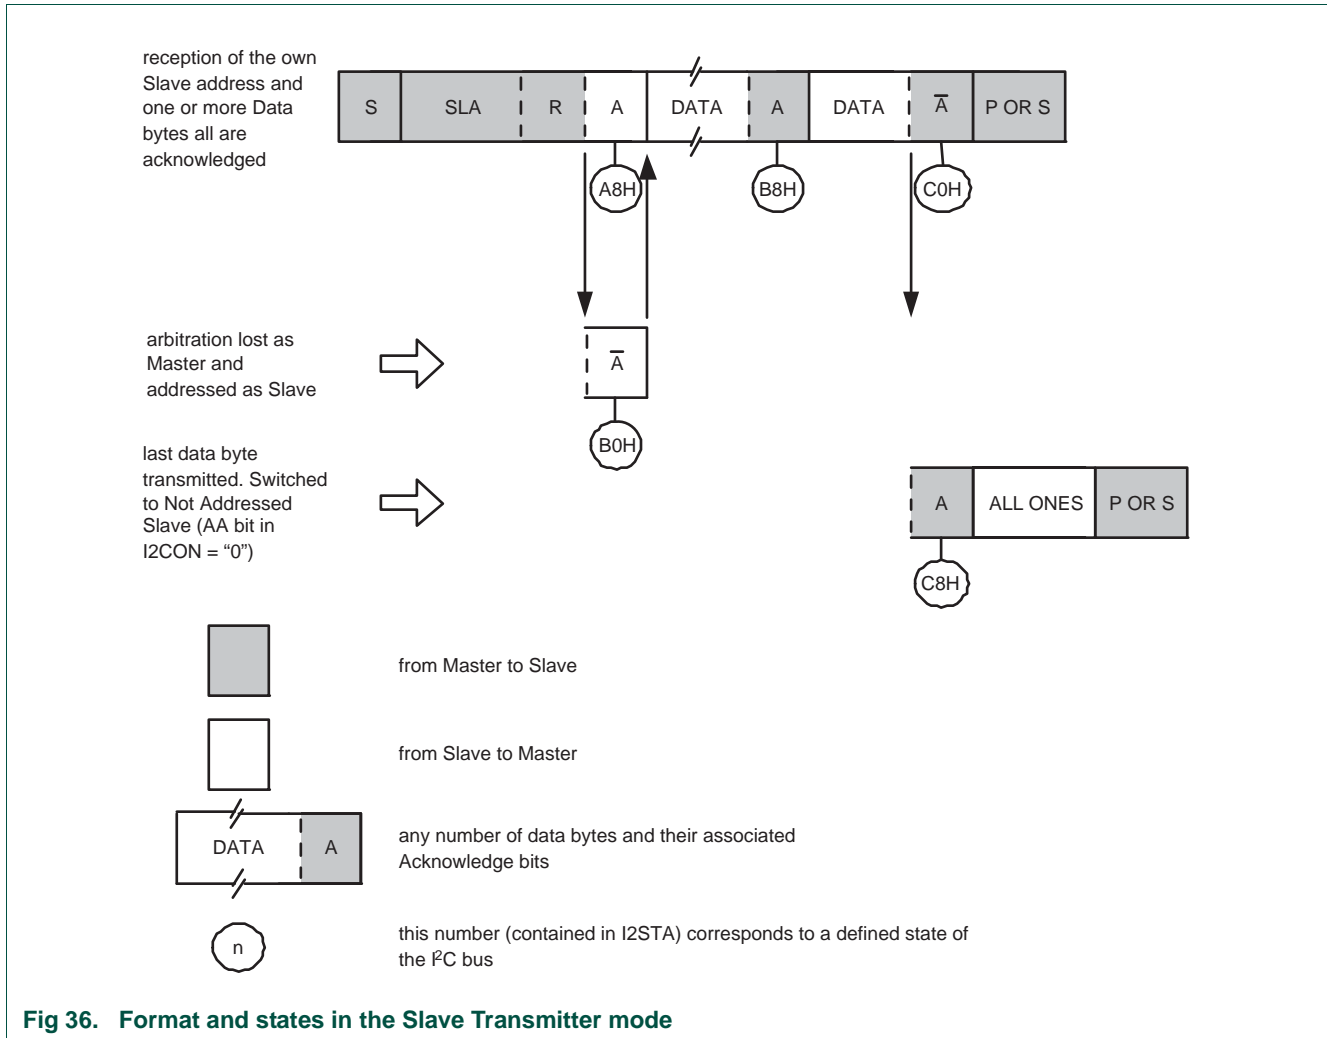 reception of the own
Slave address and
one or more Data
bytes all are
acknowledged
S SLA R A DATA A DATA A̅ P OR S
A8H B8H C0H
arbitration lost as
Master and
addressed as Slave
A̅
B0H
last data byte
transmitted. Switched
to Not Addressed
Slave (AA bit in
I2CON = “0”)
A ALL ONES P OR S
C8H
from Master to Slave
from Slave to Master
DATA A
any number of data bytes and their associated
Acknowledge bits
n
this number (contained in I2STA) corresponds to a defined state of
the I²C bus
Fig 36. Format and states in the Slave Transmitter mode